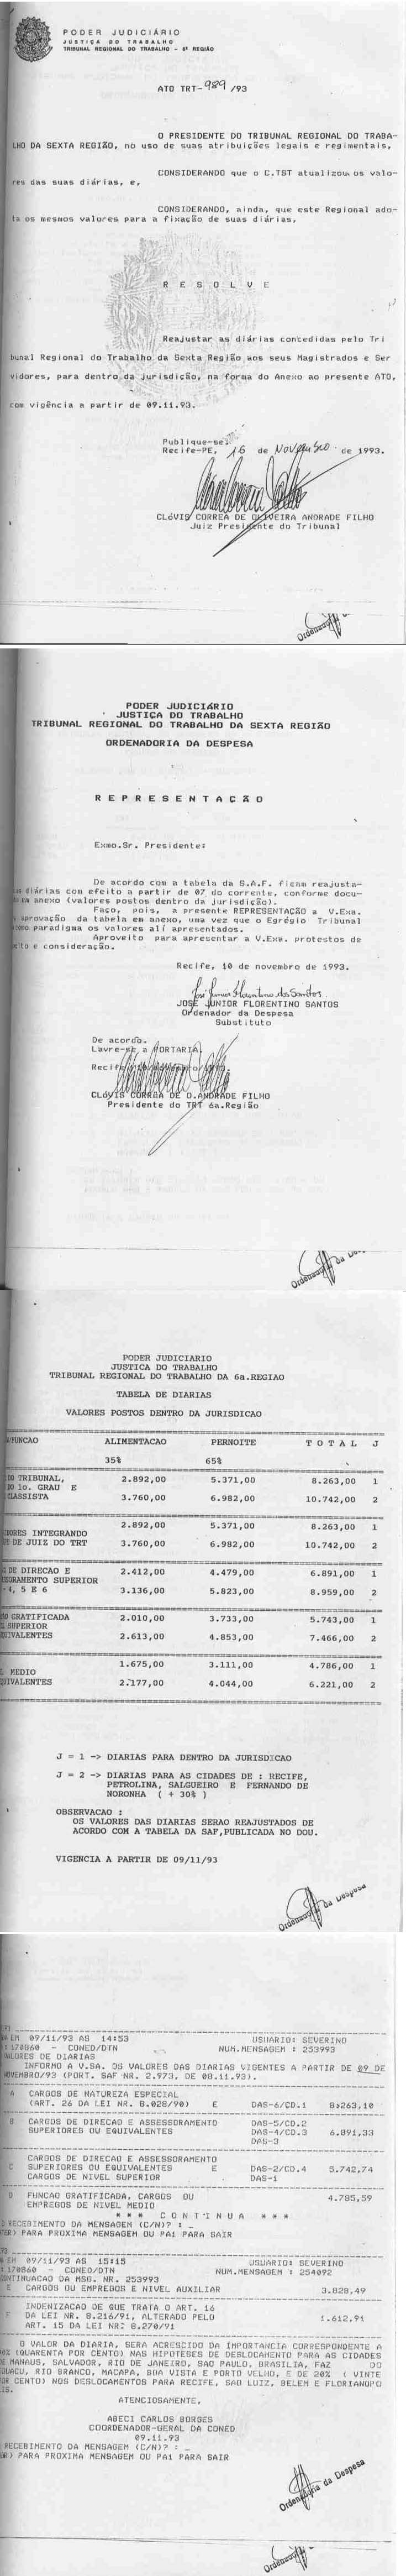 PODER JUDICIÁRIO
JUSTIÇA DO TRABALHO
TRIBUNAL REGIONAL DO TRABALHO - 6ª REGIÃO
ATO TRT-989/93
O PRESIDENTE DO TRIBUNAL REGIONAL DO TRABA-
LHO DA SEXTA REGIÃO, no uso de suas atribuições legais e regimentais,
CONSIDERANDO que o C.TST atualizou os valo-
res das suas diárias, e,
CONSIDERANDO, ainda, que este Regional ado-
ta os mesmos valores para a fixação de suas diárias,
R E S O L V E
Reajustar as diárias concedidas pelo Tri
bunal Regional do Trabalho da Sexta Região aos seus Magistrados e Ser
vidores, para dentro da jurisdição, na forma do Anexo ao presente ATO,
com vigência a partir de 09.11.93.
Publique-se.
Recife-PE, 16 de Novembro de 1993.
CLÓVIS CORRÊA DE OLIVEIRA ANDRADE FILHO
Juiz Presidente do Tribunal
PODER JUDICIÁRIO
JUSTIÇA DO TRABALHO
TRIBUNAL REGIONAL DO TRABALHO DA SEXTA REGIÃO
ORDENADORIA DA DESPESA
R E P R E S E N T A Ç Ã O
Exmo.Sr. Presidente:
De acordo com a tabela da S.A.F. ficam reajusta-
diárias com efeito a partir de 07 do corrente, conforme docu-
em anexo (valores postos dentro da jurisdição).
Faço, pois, a presente REPRESENTAÇÃO a V.Exa.
aprovação da tabela em anexo, uma vez que o Egrégio Tribunal
como paradigma os valores alí apresentados.
Aproveito para apresentar a V.Exa. protestos de
e consideração.
Recife, 10 de novembro de 1993.
José Junior Florentino dos Santos
JOSÉ JUNIOR FLORENTINO SANTOS
Ordenador da Despesa
Substituto
De acordo.
Lavre-se a PORTARIA.
Recife
CLÓVIS CORRÊA DE O.ANDRADE FILHO
Presidente do TRT 6a.Região
PODER JUDICIARIO
JUSTICA DO TRABALHO
TRIBUNAL REGIONAL DO TRABALHO DA 6a.REGIAO
TABELA DE DIARIAS
VALORES POSTOS DENTRO DA JURISDICAO
/FUNCAO ALIMENTACAO PERNOITE T O T A L J
35% 65%
DO TRIBUNAL, 2.892,00 5.371,00 8.263,00 1
DO 1o. GRAU E
CLASSISTA 3.760,00 6.982,00 10.742,00 2
2.892,00 5.371,00 8.263,00 1
DORES INTEGRANDO
DE JUIZ DO TRT 3.760,00 6.982,00 10.742,00 2
DE DIRECAO E 2.412,00 4.479,00 6.891,00 1
SSORAMENTO SUPERIOR
- 4, 5 E 6 3.136,00 5.823,00 8.959,00 2
GRATIFICADA 2.010,00 3.733,00 5.743,00 1
SUPERIOR
QUIVALENTES 2.613,00 4.853,00 7.466,00 2
1.675,00 3.111,00 4.786,00 1
MEDIO
QUIVALENTES 2.177,00 4.044,00 6.221,00 2
J = 1 -> DIARIAS PARA DENTRO DA JURISDICAO
J = 2 -> DIARIAS PARA AS CIDADES DE : RECIFE,
PETROLINA, SALGUEIRO E FERNANDO DE
NORONHA ( + 30% )
OBSERVACAO :
OS VALORES DAS DIARIAS SERAO REAJUSTADOS DE
ACORDO COM A TABELA DA SAF,PUBLICADA NO DOU.
VIGENCIA A PARTIR DE 09/11/93
Ordenadoria da Despesa
EM 09/11/93 AS 14:53 USUARIO: SEVERINO
: 170860 - CONED/DTN NUM.MENSAGEM : 253993
VALORES DE DIARIAS
INFORMO A V.SA. OS VALORES DAS DIARIAS VIGENTES A PARTIR DE 09 DE
NOVEMBRO/93 (PORT. SAF NR. 2.973, DE 08.11.93).
A CARGOS DE NATUREZA ESPECIAL
(ART. 26 DA LEI NR. 8.028/90) E DAS-6/CD.1 8.263,10
B CARGOS DE DIRECAO E ASSESSORAMENTO DAS-5/CD.2
SUPERIORES OU EQUIVALENTES DAS-4/CD.3 6.891,33
DAS-3
CARGOS DE DIRECAO E ASSESSORAMENTO
C SUPERIORES OU EQUIVALENTES E DAS-2/CD.4 5.742,74
CARGOS DE NIVEL SUPERIOR DAS-1
D FUNCAO GRATIFICADA, CARGOS OU 4.785,59
EMPREGOS DE NIVEL MEDIO
* * * C O N T I N U A * * *
RECEBIMENTO DA MENSAGEM (C/N)? : _
) PARA PROXIMA MENSAGEM OU PA1 PARA SAIR
EM 09/11/93 AS 15:15 USUARIO: SEVERINO
: 170860 - CONED/DTN NUM.MENSAGEM : 254092
CONTINUACAO DA MSG. NR. 253993
E CARGOS OU EMPREGOS E NIVEL AUXILIAR 3.828,49
INDENIZACAO DE QUE TRATA O ART. 16
F DA LEI NR. 8.216/91, ALTERADO PELO 1.612,91
ART. 15 DA LEI NR. 8.270/91
O VALOR DA DIARIA, SERA ACRESCIDO DA IMPORTANCIA CORRESPONDENTE A
(QUARENTA POR CENTO) NAS HIPOTESES DE DESLOCAMENTO PARA AS CIDADES
DE MANAUS, SALVADOR, RIO DE JANEIRO, SAO PAULO, BRASILIA, FAZ DO
IGUACU, RIO BRANCO, MACAPA, BOA VISTA E PORTO VELHO, E DE 20% ( VINTE
POR CENTO) NOS DESLOCAMENTOS PARA RECIFE, SAO LUIZ, BELEM E FLORIANOPO
IS.
ATENCIOSAMENTE,
ABECI CARLOS BORGES
COORDENADOR-GERAL DA CONED
09.11.93
RECEBIMENTO DA MENSAGEM (C/N)? : _
) PARA PROXIMA MENSAGEM OU PA1 PARA SAIR
Ordenadoria da Despesa